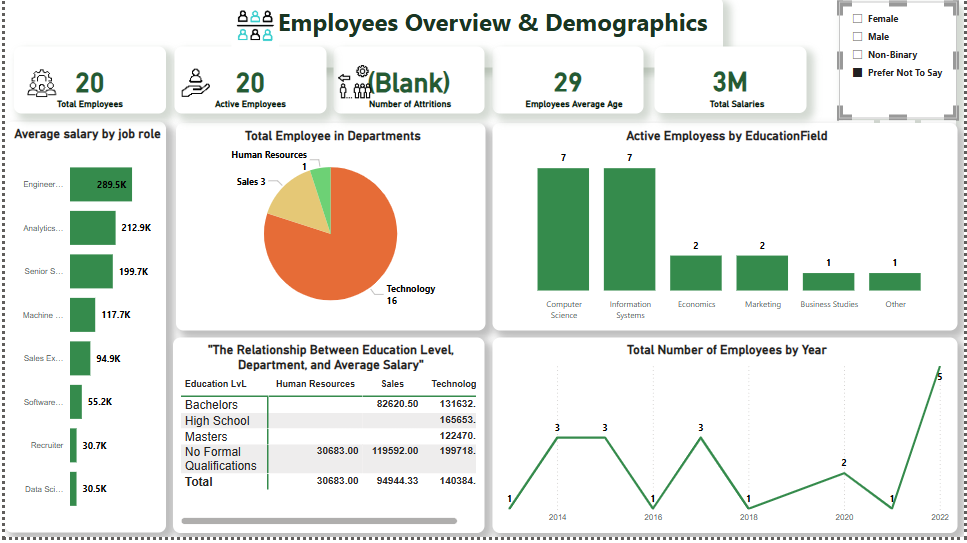 Employees Overview & Demographics
Female
Male
Non-Binary
Prefer Not To Say
20
Total Employees
20
Active Employees
(Blank)
Number of Attritions
29
Employees Average Age
3M
Total Salaries
Average salary by job role
Engineer... 289.5K
Analytics... 212.9K
Senior S... 199.7K
Machine ... 117.7K
Sales Ex... 94.9K
Software... 55.2K
Recruiter 30.7K
Data Sci... 30.5K
Total Employee in Departments
Human Resources
1
Sales 3
Technology
16
Active Employess by EducationField
7 7 2 2 1 1
Computer Science
Information Systems
Economics
Marketing
Business Studies
Other
"The Relationship Between Education Level,
Department, and Average Salary"
Education LvL Human Resources Sales Technolog
Bachelors 82620.50 131632.
High School 165653.
Masters 122470.
No Formal Qualifications 30683.00 119592.00 199718.
Total 30683.00 94944.33 140384.
Total Number of Employees by Year
1 3 3 1 3 1 2 1 5
2014 2016 2018 2020 2022